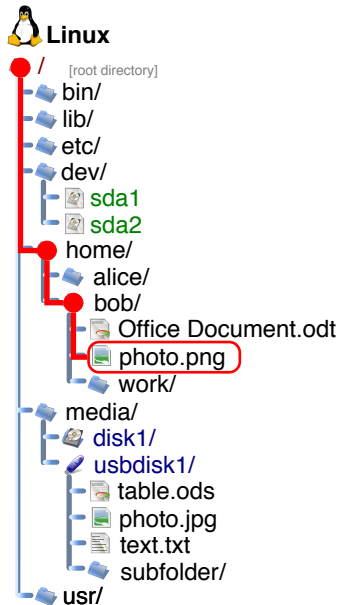 Linux
/ [root directory]
bin/
lib/
etc/
dev/
sda1
sda2
home/
alice/
bob/
Office Document.odt
photo.png
work/
media/
disk1/
usbdisk1/
table.ods
photo.jpg
text.txt
subfolder/
usr/